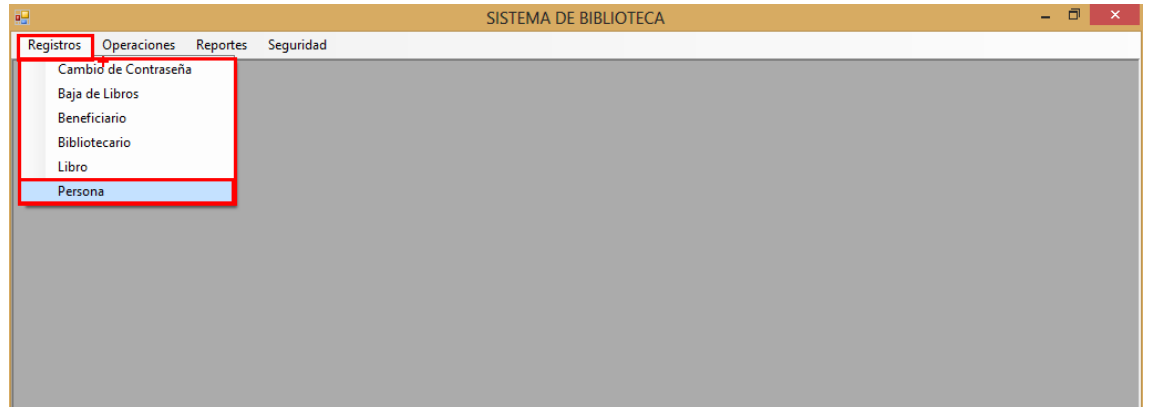 SISTEMA DE BIBLIOTECA
Registros Operaciones Reportes Seguridad
Cambio de Contraseña
Baja de Libros
Beneficiario
Bibliotecario
Libro
Persona